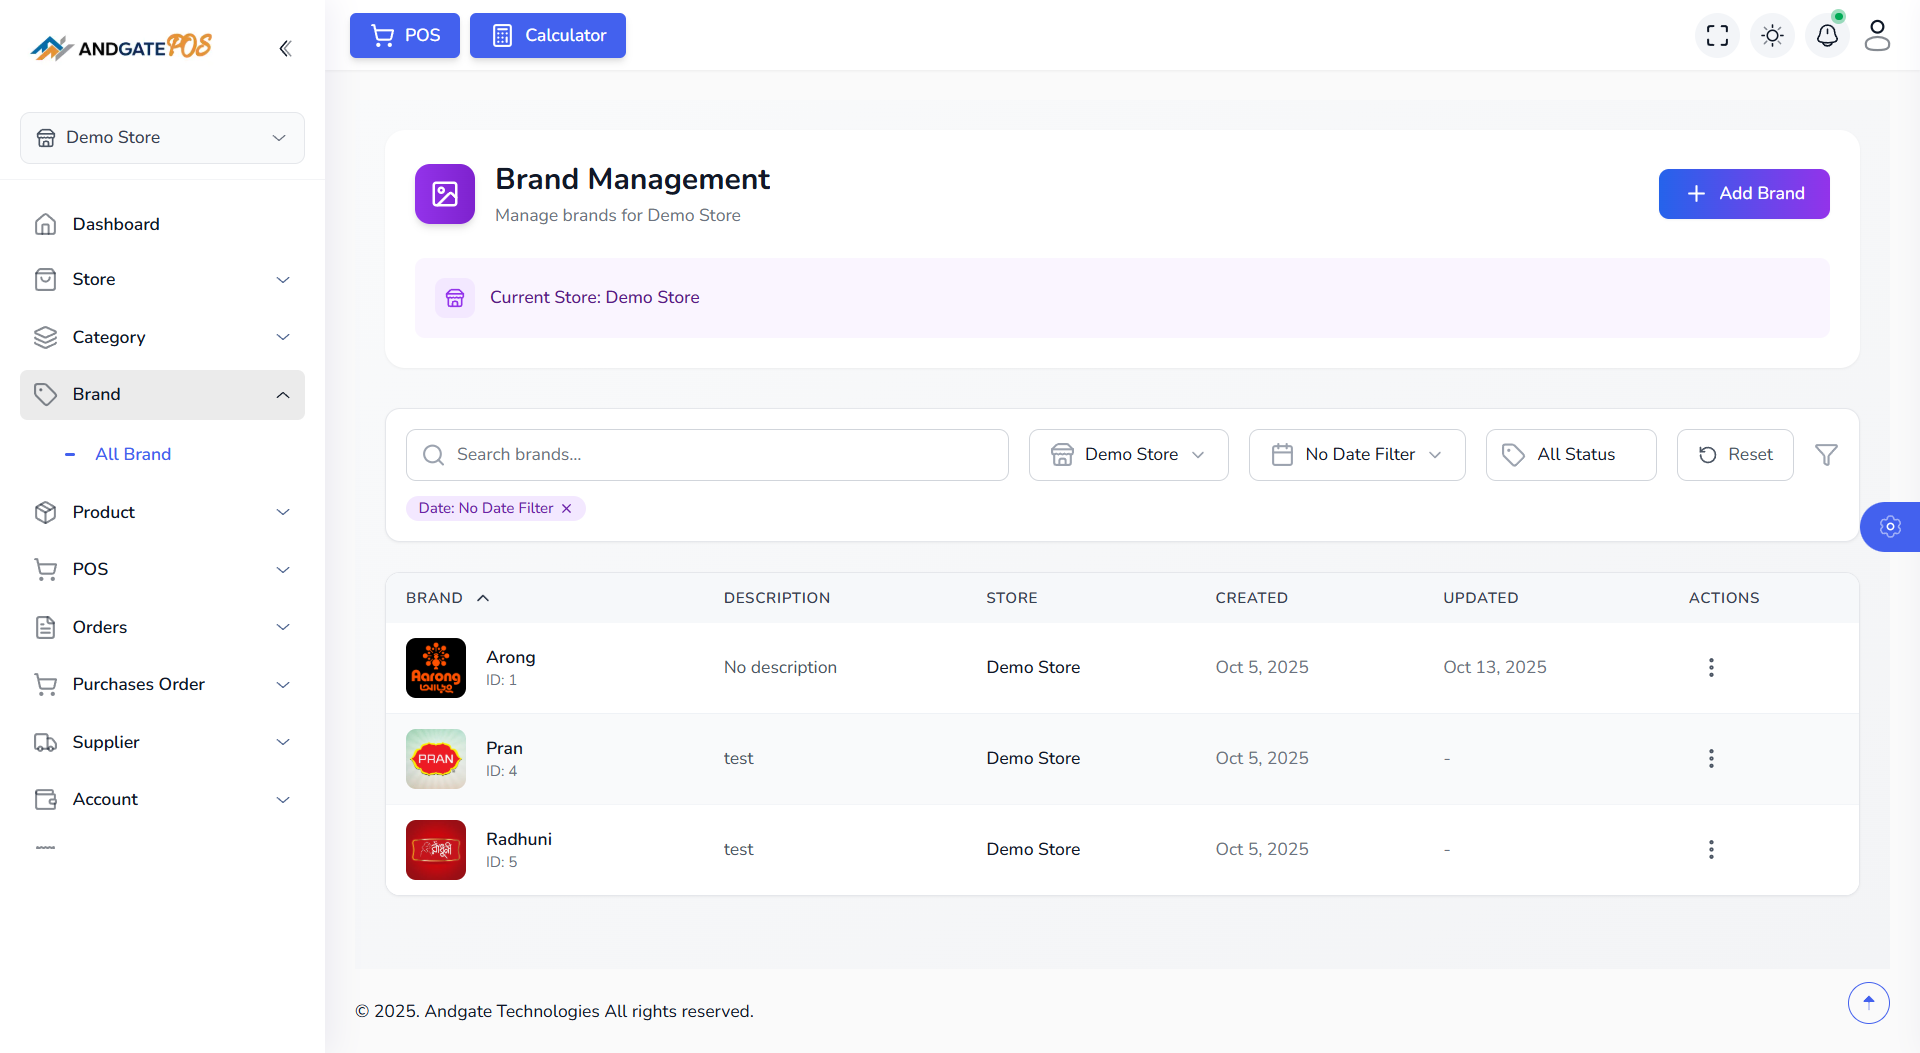 ANDGATE POS
POS
Calculator
Demo Store
Dashboard
Store
Category
Brand
All Brand
Product
POS
Orders
Purchases Order
Supplier
Account
Brand Management
Manage brands for Demo Store
Add Brand
Current Store: Demo Store
Search brands...
Demo Store
No Date Filter
All Status
Reset
Date: No Date Filter ×
BRAND DESCRIPTION STORE CREATED UPDATED ACTIONS
Aarong
আড়ং
Arong
ID: 1
No description
Demo Store
Oct 5, 2025
Oct 13, 2025
PRAN
Pran
ID: 4
test
Demo Store
Oct 5, 2025
-
Radhuni
ID: 5
test
Demo Store
Oct 5, 2025
-
© 2025. Andgate Technologies All rights reserved.